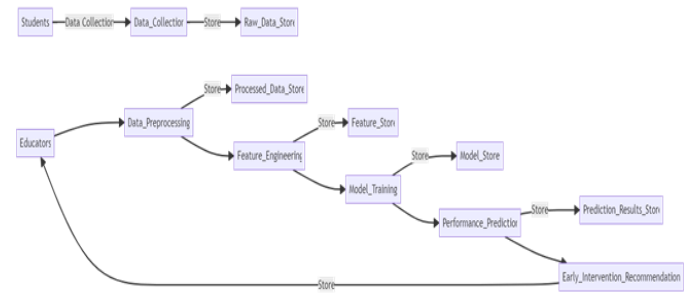 Students
Data Collection
Data_Collection
Store
Raw_Data_Store
Store
Processed_Data_Store
Data_Preprocessing
Store
Feature_Store
Educators
Feature_Engineering
Store
Model_Store
Model_Training
Store
Prediction_Results_Store
Performance_Prediction
Early_Intervention_Recommendation
Store